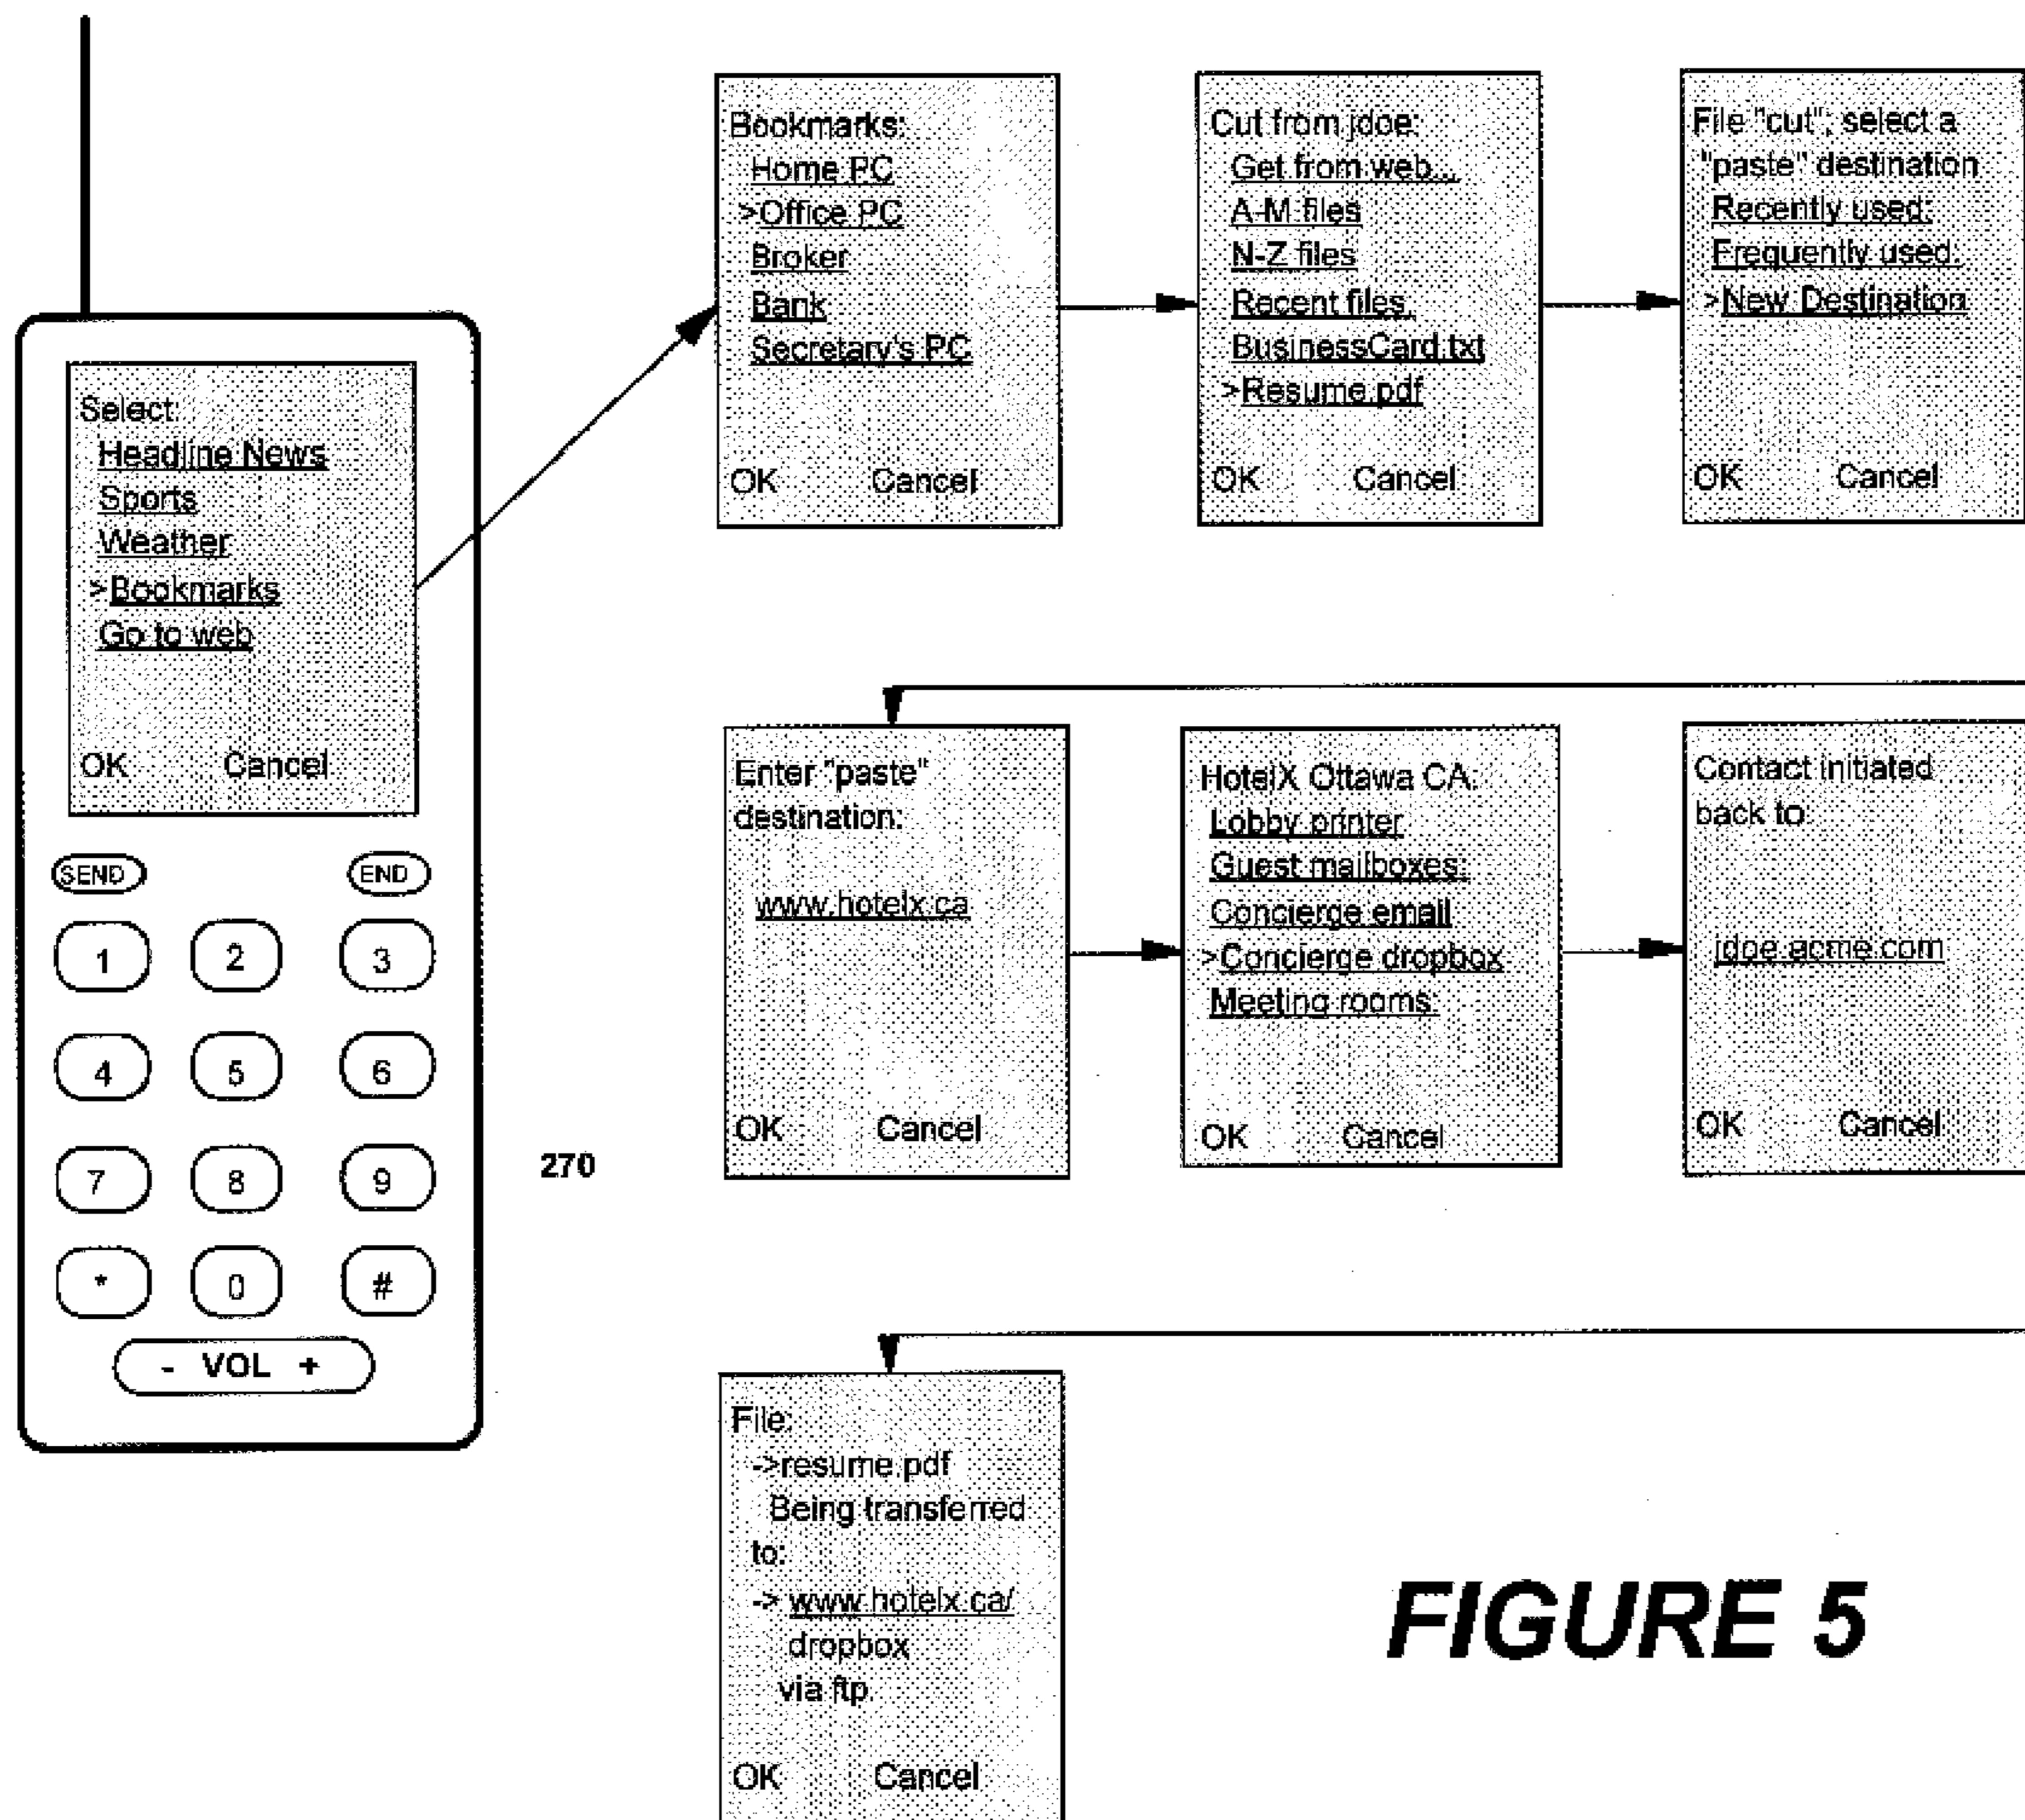 Select:
Headline News
Sports
Weather
>Bookmarks
Go to web
OK Cancel
SEND END
1 2 3
4 5 6
7 8 9
* 0 #
- VOL +
270
Bookmarks:
Home PC
>Office PC
Broker
Bank
Secretary's PC
OK Cancel
Cut from jdoe:
Get from web...
A-M files
N-Z files
Recent files.
BusinessCard.txt
>Resume.pdf
OK Cancel
File "cut"; select a
"paste" destination
Recently used:
Frequently used:
>New Destination
OK Cancel
Enter "paste"
destination:
www.hotelx.ca
OK Cancel
HotelX Ottawa CA:
Lobby printer
Guest mailboxes:
Concierge email
>Concierge dropbox
Meeting rooms:
OK Cancel
Contact initiated
back to:
jdoe.acme.com
OK Cancel
File:
->resume.pdf
Being transferred
to:
-> www.hotelx.ca/
dropbox
via ftp.
OK Cancel
FIGURE 5